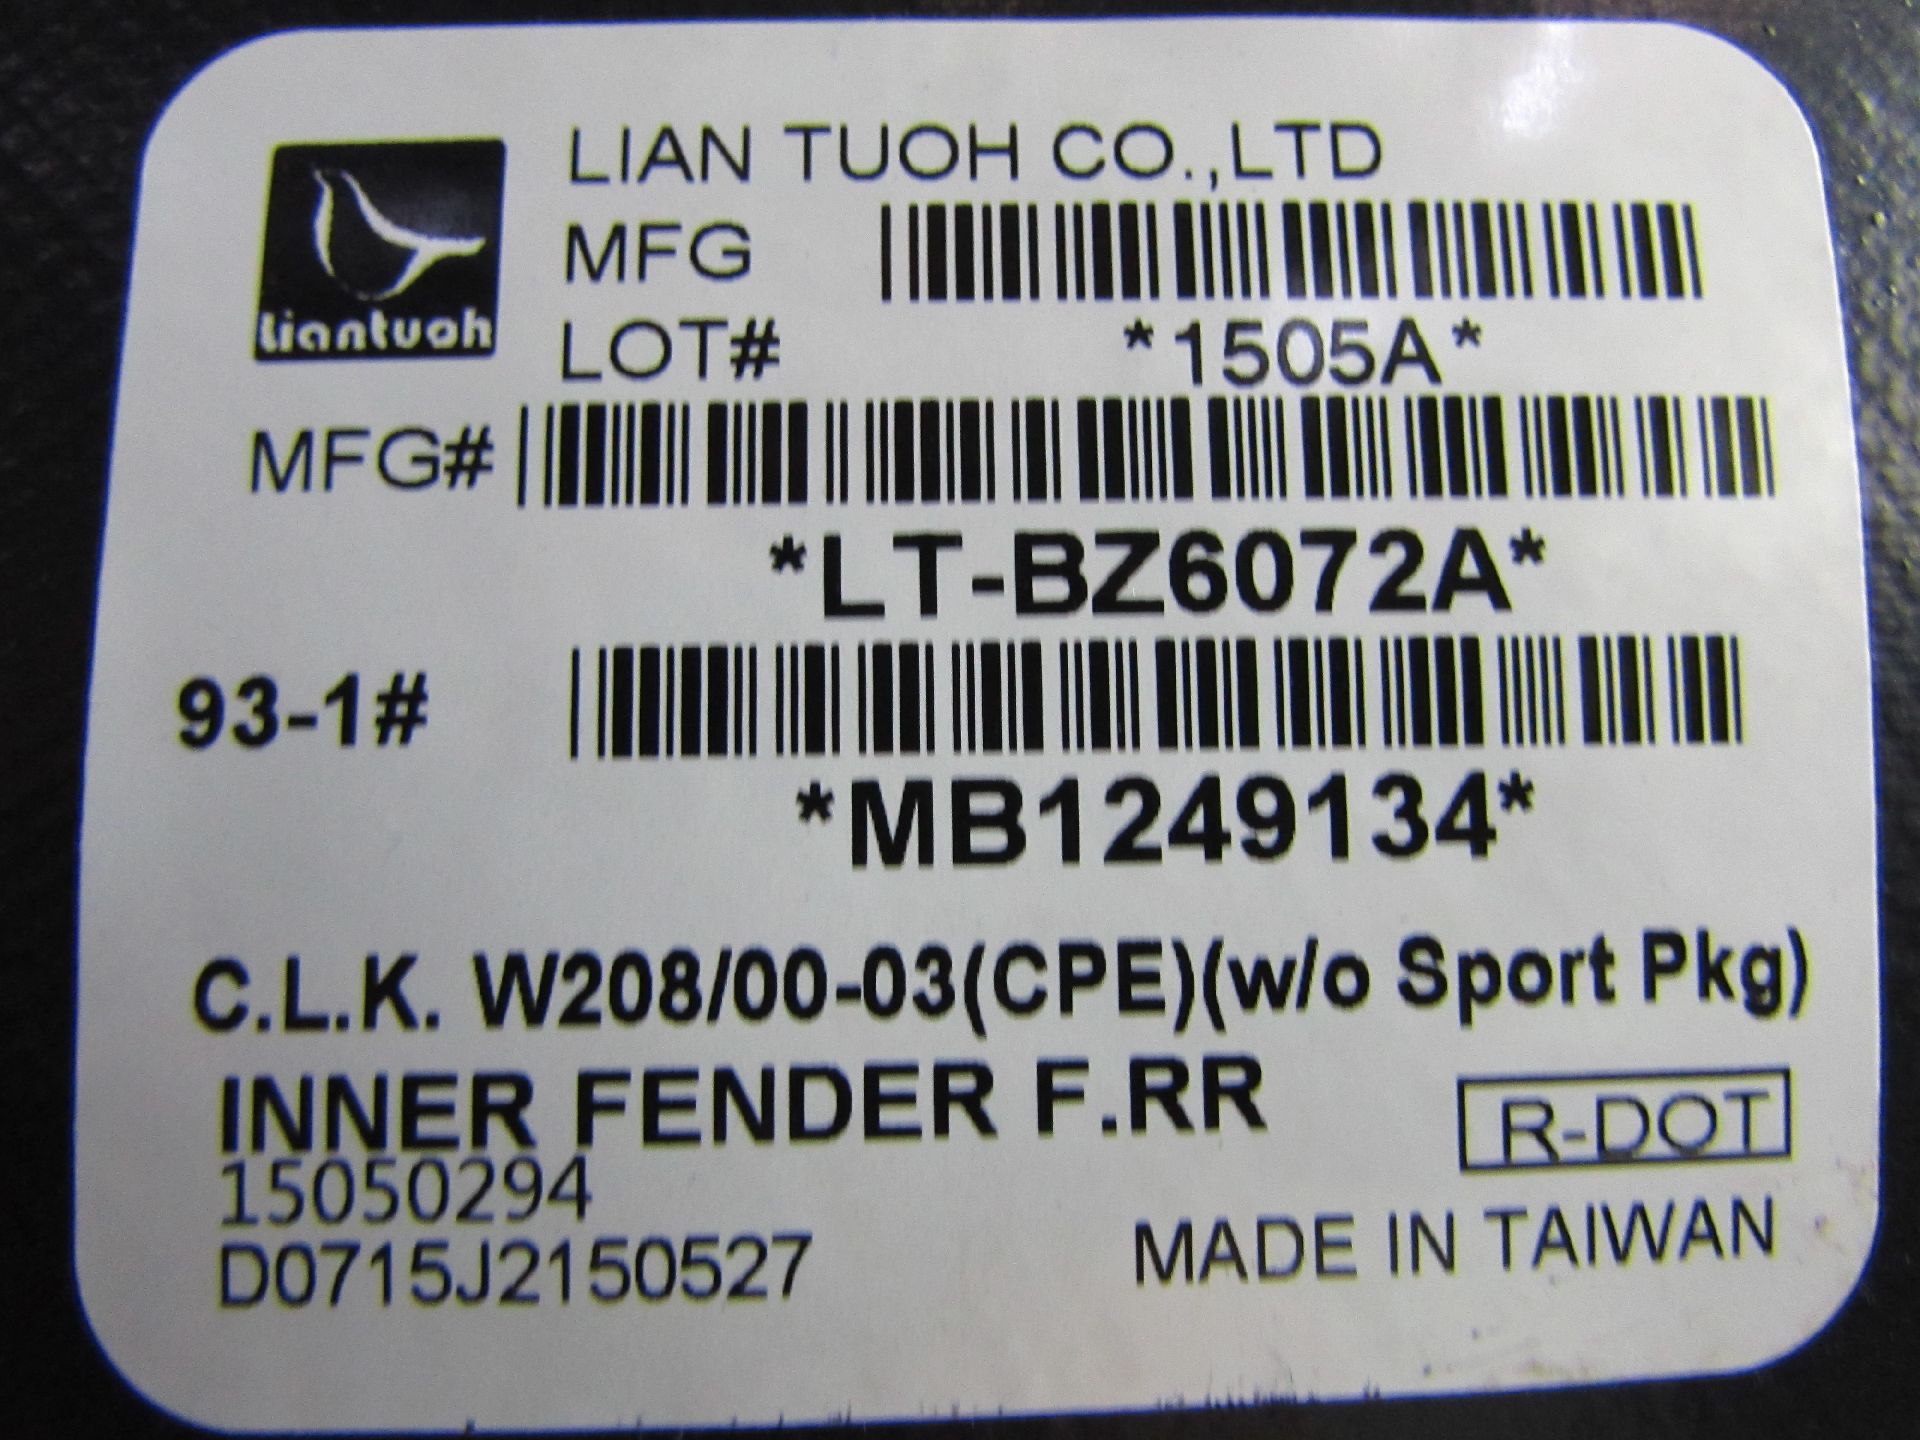 LIAN TUOH CO.,LTD
Liantuoh
MFG
LOT# *1505A*
MFG#
*LT-BZ6072A*
93-1#
*MB1249134*
C.L.K. W208/00-03(CPE)(w/o Sport Pkg)
INNER FENDER F.RR
R-DOT
15050294
D0715J2150527
MADE IN TAIWAN